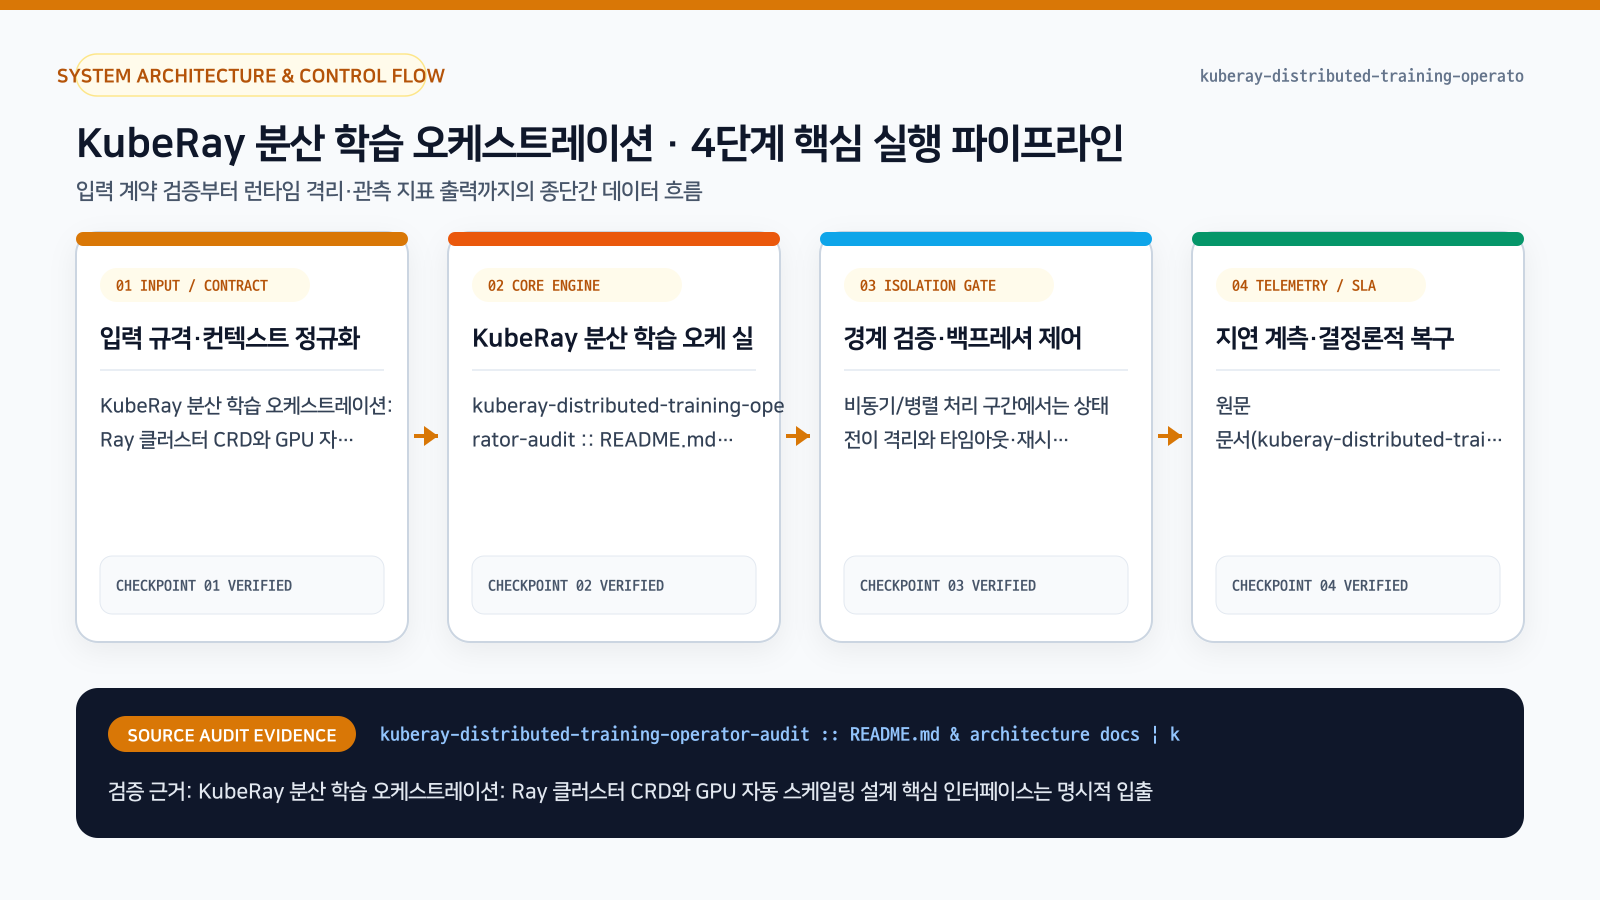 SYSTEM ARCHITECTURE & CONTROL FLOW
kuberay-distributed-training-operato
KubeRay 분산 학습 오케스트레이션 · 4단계 핵심 실행 파이프라인
입력 계약 검증부터 런타임 격리·관측 지표 출력까지의 종단간 데이터 흐름
01 INPUT / CONTRACT
입력 규격·컨텍스트 정규화
KubeRay 분산 학습 오케스트레이션:
Ray 클러스터 CRD와 GPU 자…
CHECKPOINT 01 VERIFIED
02 CORE ENGINE
KubeRay 분산 학습 오케 실
kuberay-distributed-training-ope
rator-audit :: README.md…
CHECKPOINT 02 VERIFIED
03 ISOLATION GATE
경계 검증·백프레셔 제어
비동기/병렬 처리 구간에서는 상태
전이 격리와 타임아웃·재시…
CHECKPOINT 03 VERIFIED
04 TELEMETRY / SLA
지연 계측·결정론적 복구
원문
문서(kuberay-distributed-trai…
CHECKPOINT 04 VERIFIED
SOURCE AUDIT EVIDENCE
kuberay-distributed-training-operator-audit :: README.md & architecture docs ¦ k
검증 근거: KubeRay 분산 학습 오케스트레이션: Ray 클러스터 CRD와 GPU 자동 스케일링 설계 핵심 인터페이스는 명시적 입출